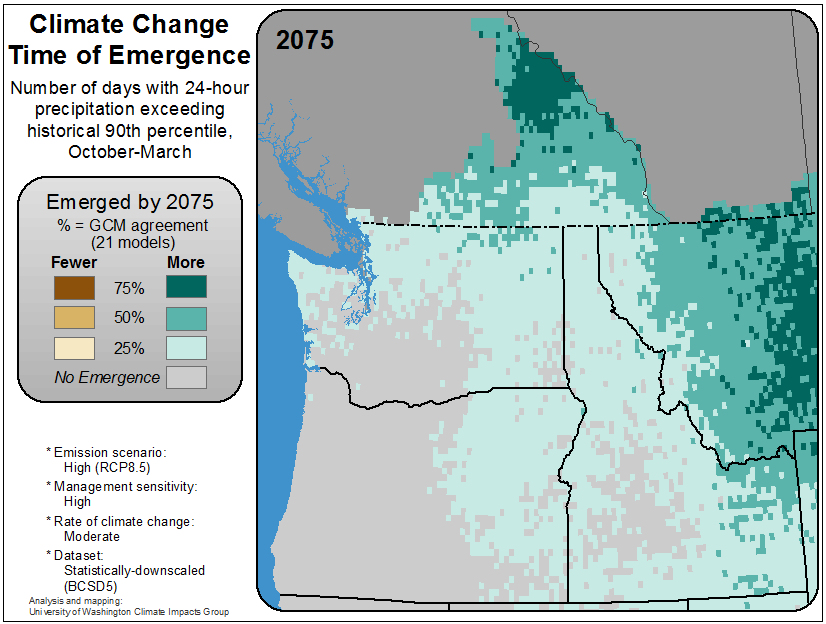 Climate Change
Time of Emergence
Number of days with 24-hour
precipitation exceeding
historical 90th percentile,
October-March
2075
Emerged by 2075
% = GCM agreement
(21 models)
Fewer More
75%
50%
25%
No Emergence
* Emission scenario:
High (RCP8.5)
* Management sensitivity:
High
* Rate of climate change:
Moderate
* Dataset:
Statistically-downscaled
(BCSD5)
Analysis and mapping:
University of Washington Climate Impacts Group